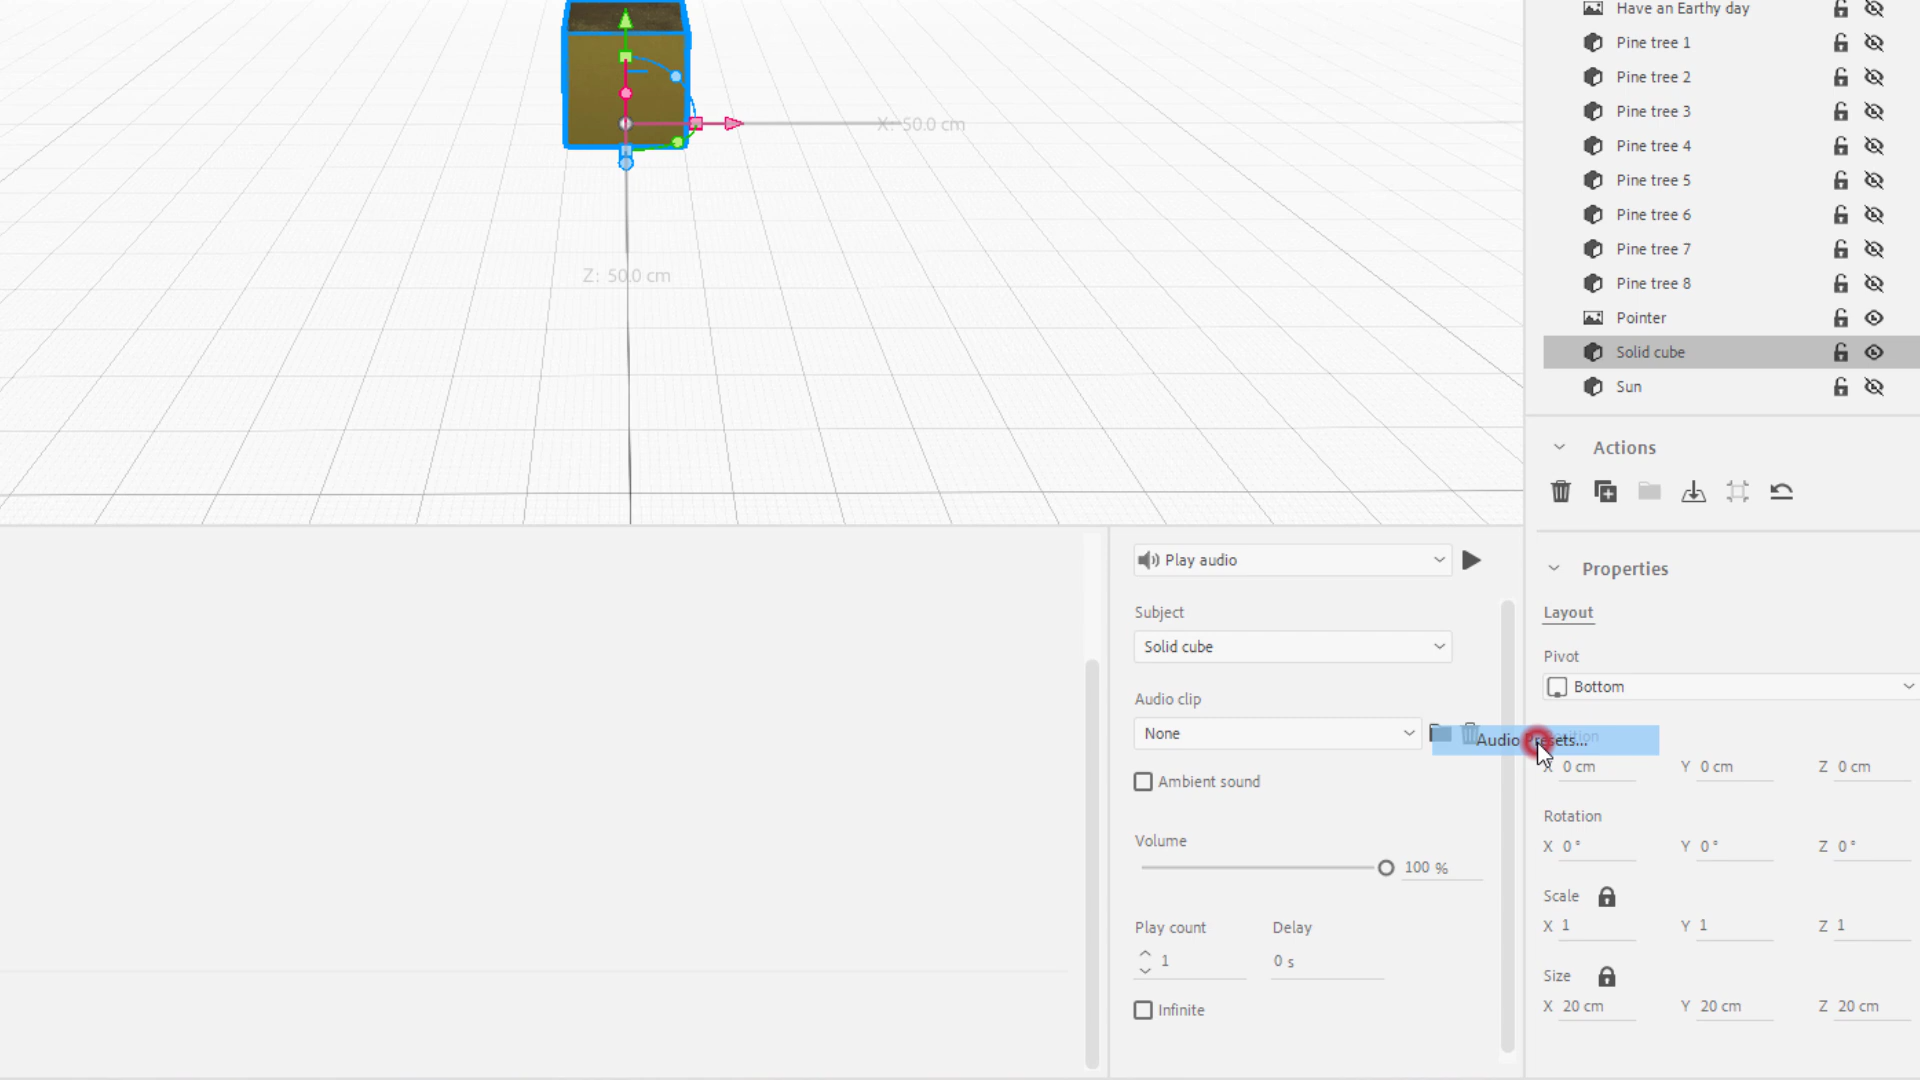 Have an Earthy day
Pine tree 1
Pine tree 2
Pine tree 3
Pine tree 4
Pine tree 5
Pine tree 6
Pine tree 7
Pine tree 8
Pointer
Solid cube
Sun
X: 50.0 cm
Z: 50.0 cm
Actions
Play audio
Subject
Solid cube
Audio clip
None
Audio Presets...
Ambient sound
Volume
100 %
Play count
Delay
1
0 s
Infinite
Properties
Layout
Pivot
Bottom
X 0 cm Y 0 cm Z 0 cm
Rotation
X 0° Y 0° Z 0°
Scale
X 1 Y 1 Z 1
Size
X 20 cm Y 20 cm Z 20 cm